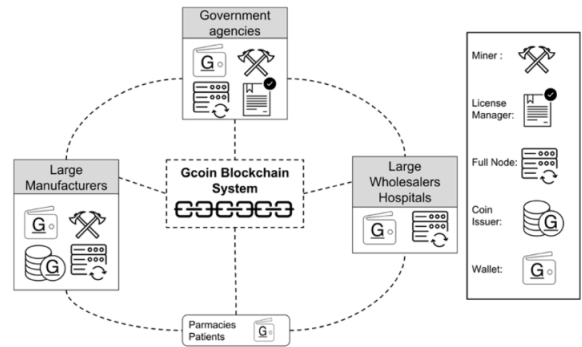 Government
agencies
G
Miner :
License
Manager:
Large
Manufacturers
Gcoin Blockchain
System
Large
Wholesalers
Hospitals
Full Node:
G
G
G
Coin
Issuer:
G
Wallet:
G
Parmacies
Patients
G